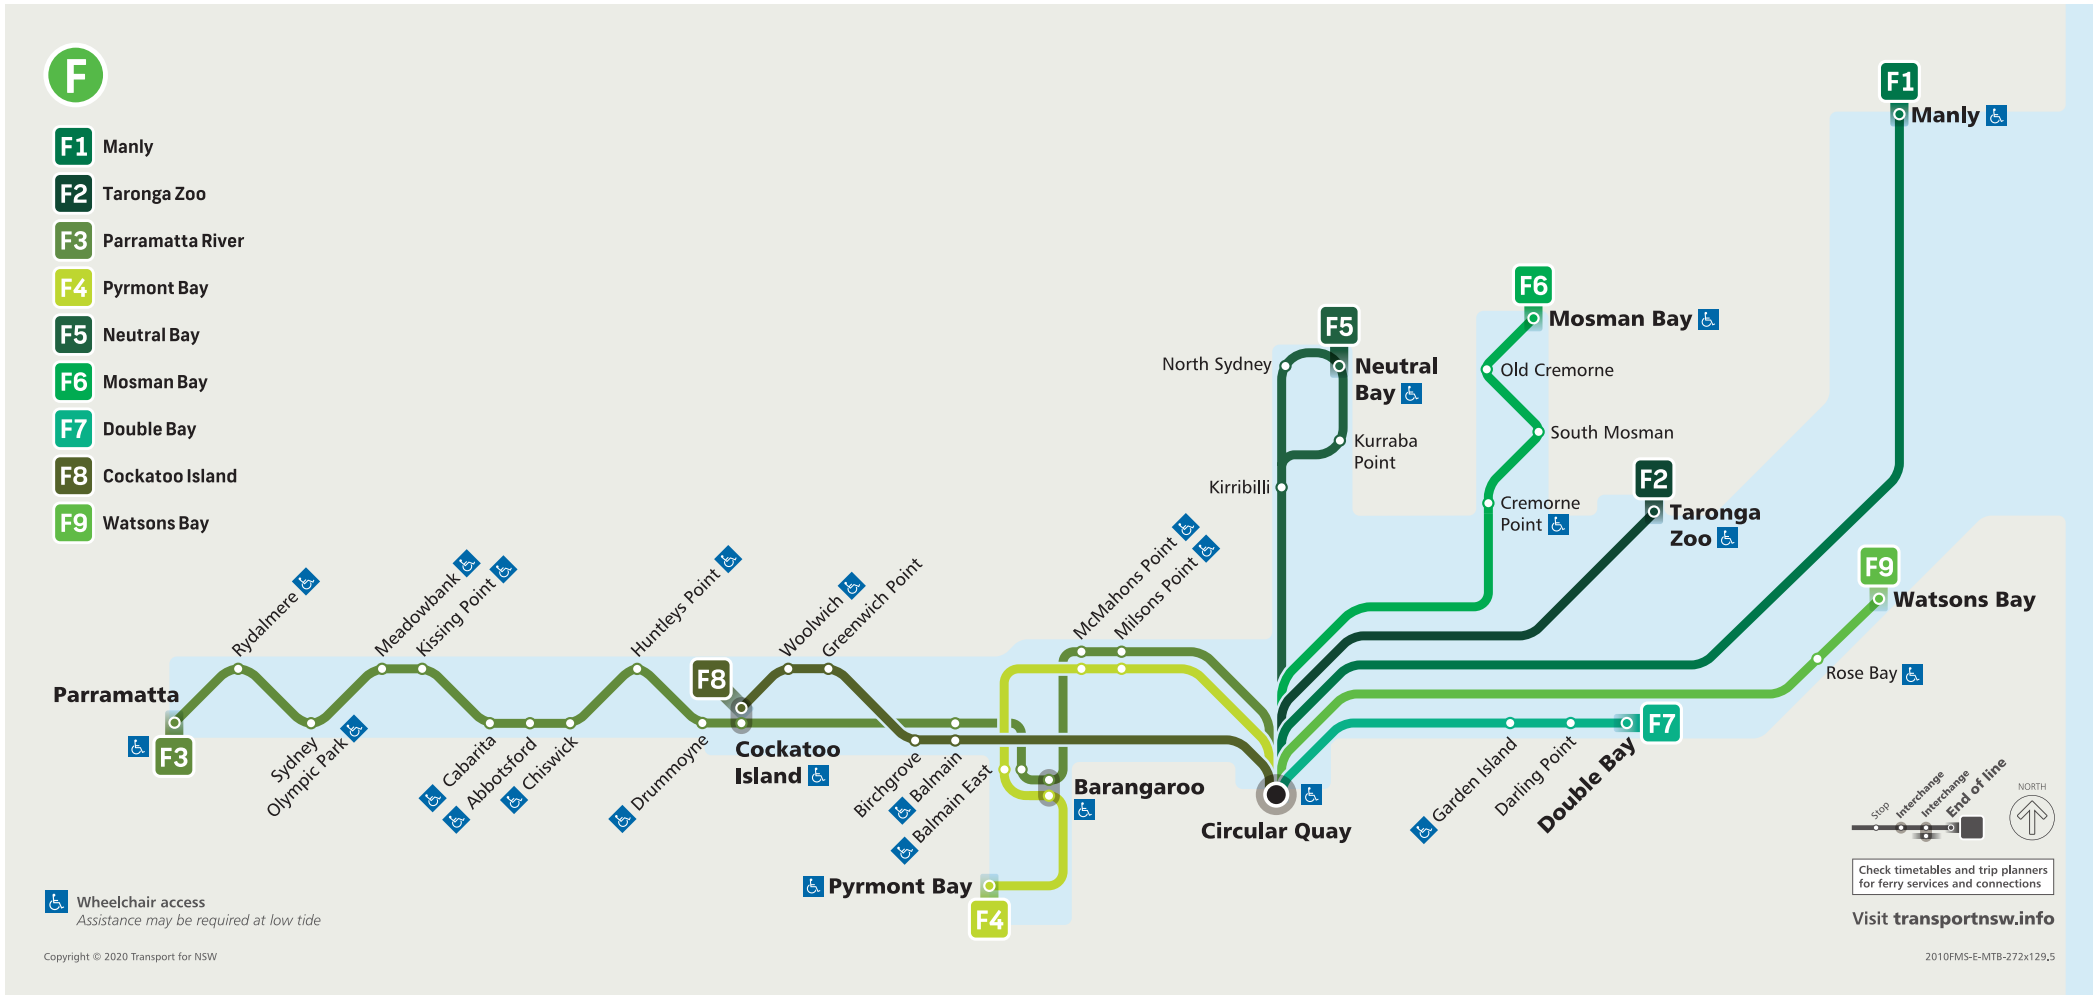 F
F1 Manly
F2 Taronga Zoo
F3 Parramatta River
F4 Pyrmont Bay
F5 Neutral Bay
F6 Mosman Bay
F7 Double Bay
F8 Cockatoo Island
F9 Watsons Bay
F1
Manly
F6
Mosman Bay
Old Cremorne
South Mosman
Cremorne
Point
F5
Neutral
Bay
North Sydney
Kurraba
Point
Kirribilli
F2
Taronga
Zoo
F9
Watsons Bay
Rose Bay
Parramatta
F3
Rydalmere
Sydney
Olympic Park
Meadowbank
Kissing Point
Cabarita
Abbotsford
Chiswick
Huntleys Point
Drummoyne
F8
Cockatoo
Island
Woolwich
Greenwich Point
Birchgrove
Balmain
Balmain East
McMahons Point
Milsons Point
Barangaroo
Pyrmont Bay
F4
Circular Quay
Garden Island
Darling Point
Double Bay
F7
Stop
Interchange
Interchange
End of line
NORTH
Check timetables and trip planners
for ferry services and connections
Visit transportnsw.info
Wheelchair access
Assistance may be required at low tide
Copyright © 2020 Transport for NSW
2010FMS-E-MTB-272x129.5